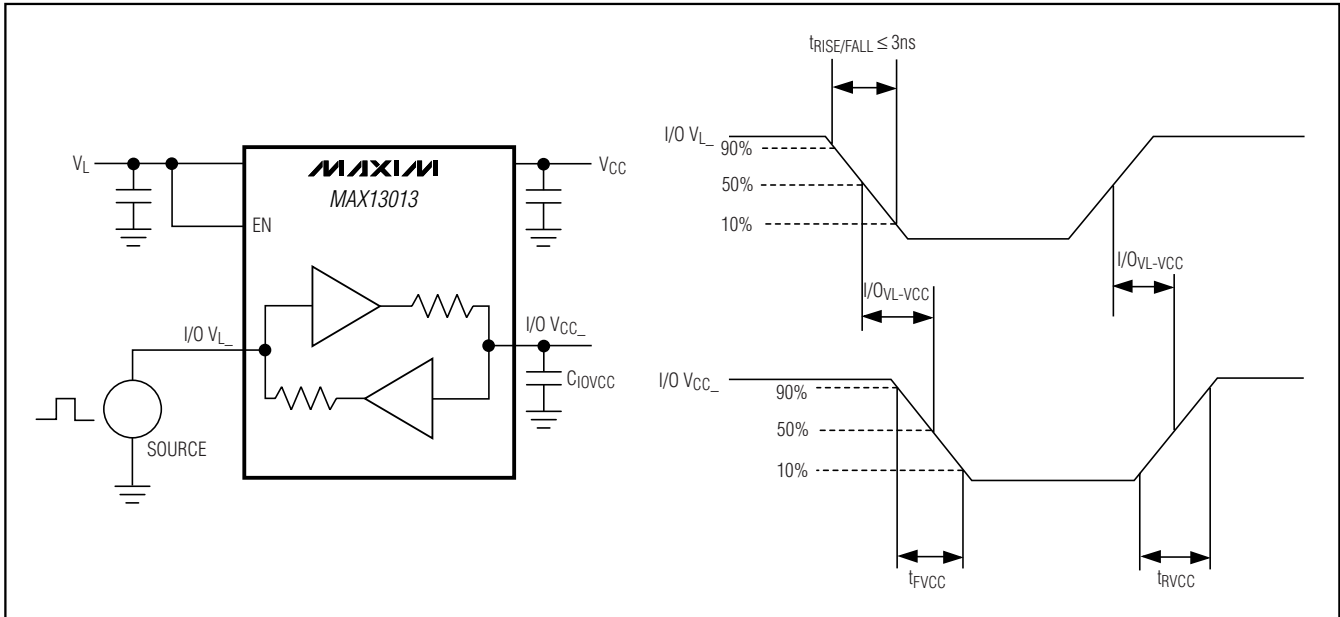 VL
VCC
MAXIM
MAX13013
EN
I/O VL_
I/O VCC_
CIOVCC
SOURCE
tRISE/FALL ≤ 3ns
I/O VL_
90%
50%
10%
I/OVL-VCC
I/OVL-VCC
I/O VCC_
90%
50%
10%
tFVCC
tRVCC